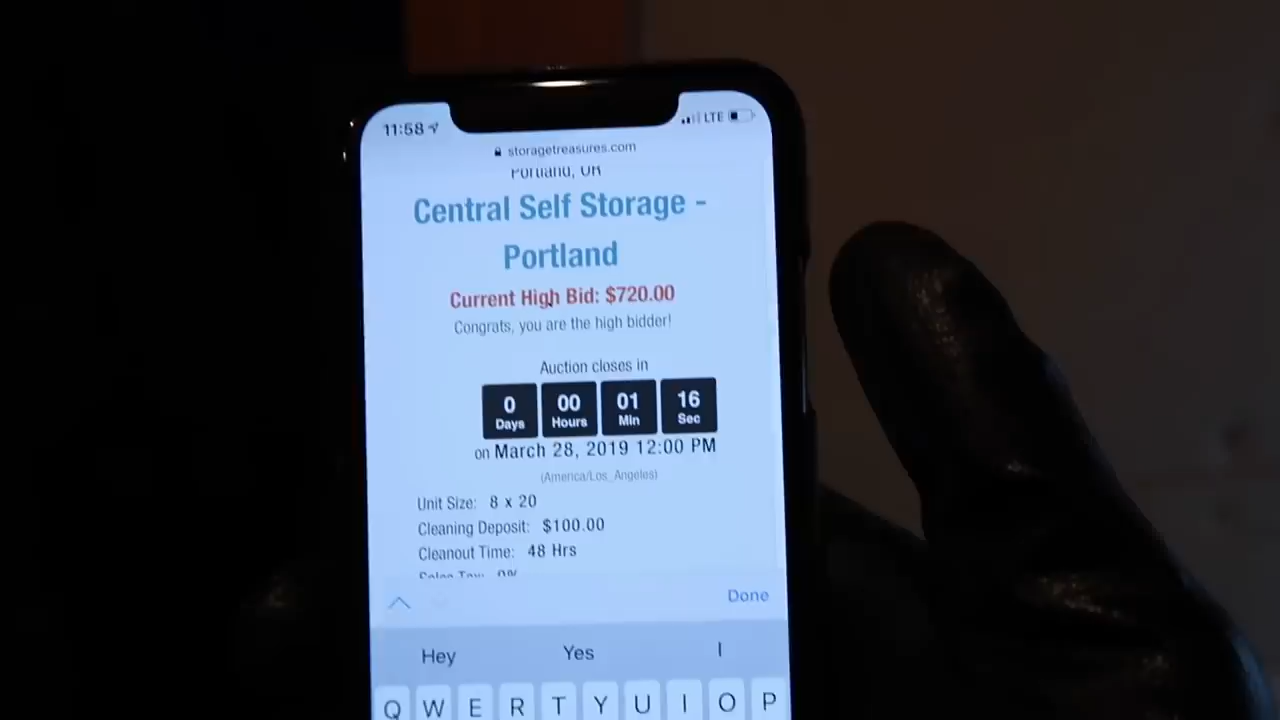 11:58 LTE
storagetreasures.com
Portland, OR
Central Self Storage -
Portland
Current High Bid: $720.00
Congrats, you are the high bidder!
Auction closes in
0 00 01 16
Days Hours Min Sec
on March 28, 2019 12:00 PM
(America/Los_Angeles)
Unit Size: 8 x 20
Cleaning Deposit: $100.00
Cleanout Time: 48 Hrs
Sales Tax: 0%
Done
Hey Yes I
Q W E R T Y U I O P